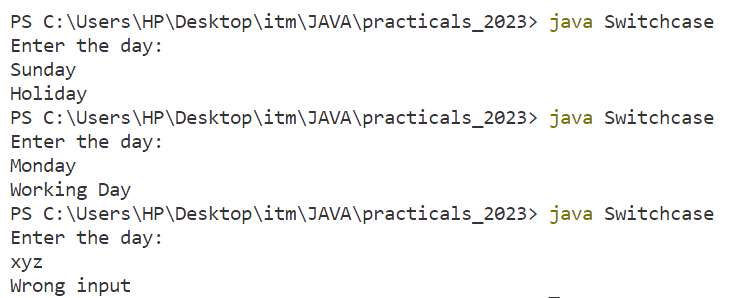 PS C:\Users\HP\Desktop\itm\JAVA\practicals_2023> java Switchcase
Enter the day:
Sunday
Holiday
PS C:\Users\HP\Desktop\itm\JAVA\practicals_2023> java Switchcase
Enter the day:
Monday
Working Day
PS C:\Users\HP\Desktop\itm\JAVA\practicals_2023> java Switchcase
Enter the day:
xyz
Wrong input